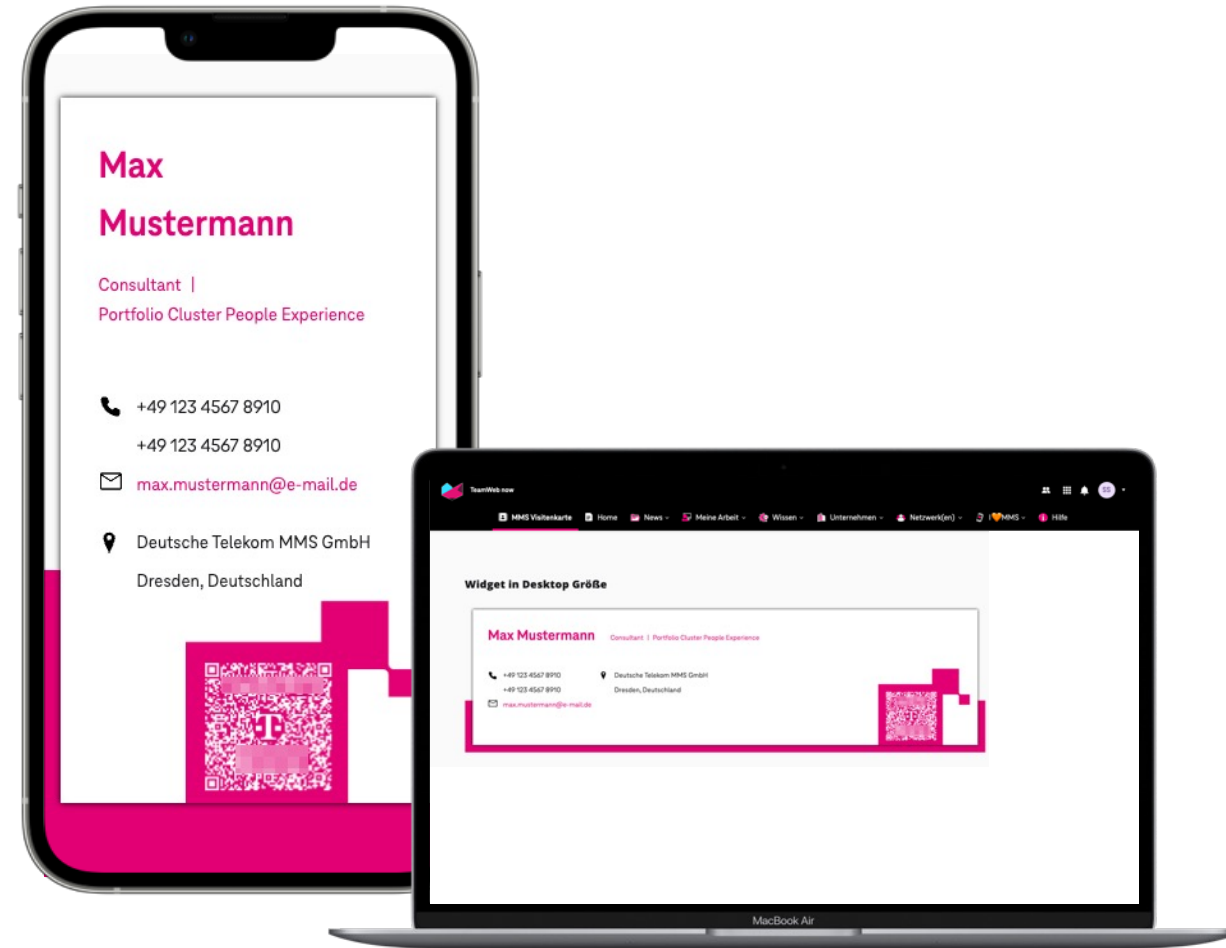 Max
Mustermann
Consultant |
Portfolio Cluster People Experience
+49 123 4567 8910
+49 123 4567 8910
max.mustermann@e-mail.de
Deutsche Telekom MMS GmbH
Dresden, Deutschland
T
TeamWeb now
SS
MMS Visitenkarte Home News Meine Arbeit Wissen Unternehmen Netzwerk(en) I🧡MMS Hilfe
Widget in Desktop Größe
Max Mustermann Consultant | Portfolio Cluster People Experience
+49 123 4567 8910 Deutsche Telekom MMS GmbH
+49 123 4567 8910 Dresden, Deutschland
max.mustermann@e-mail.de
MacBook Air